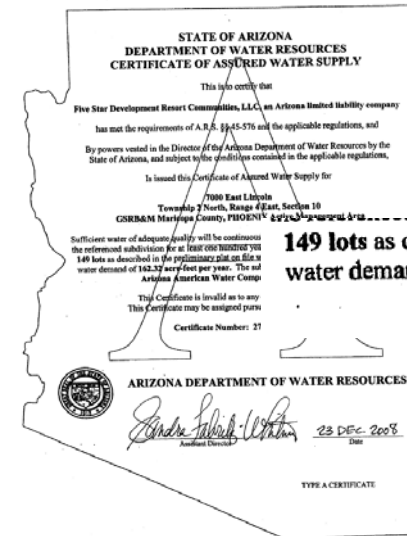 STATE OF ARIZONA
DEPARTMENT OF WATER RESOURCES
CERTIFICATE OF ASSURED WATER SUPPLY
This is to certify that
Five Star Development Resort Communities, LLC, an Arizona limited liability company
has met the requirements of A.R.S. §45-576 and the applicable regulations, and
By powers vested in the Director of the Arizona Department of Water Resources by the
State of Arizona, and subject to the conditions contained in the applicable regulations,
Is issued this Certificate of Assured Water Supply for
7000 East Lincoln
Township 2 North, Range 4 East, Section 10
GSRB&M Maricopa County, PHOENIX Active Management Area
Sufficient water of adequate quality will be continuous
the referenced subdivision for at least one hundred yea
149 lots as described in the preliminary plat on file w
water demand of 162.32 acre-feet per year. The
Arizona American Water Comp
This Certificate is invalid as to any
This Certificate may be assigned pursu
Certificate Number: 27
149 lots as
water deman
ARIZONA DEPARTMENT OF WATER RESOURCES
Sandra Fabritz-Whitney
23 DEC 2008
Assistant Director
Date
TYPE A CERTIFICATE